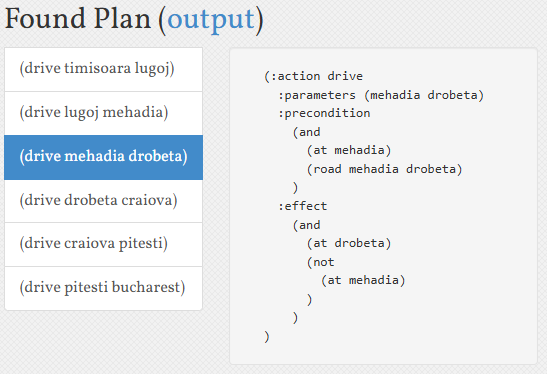 Found Plan (output)
(drive timisoara lugoj)
(drive lugoj mehadia)
(drive mehadia drobeta)
(drive drobeta craiova)
(drive craiova pitesti)
(drive pitesti bucharest)
(:action drive
  :parameters (mehadia drobeta)
  :precondition
    (and
      (at mehadia)
      (road mehadia drobeta)
    )
  :effect
    (and
      (at drobeta)
      (not
        (at mehadia)
      )
    )
)